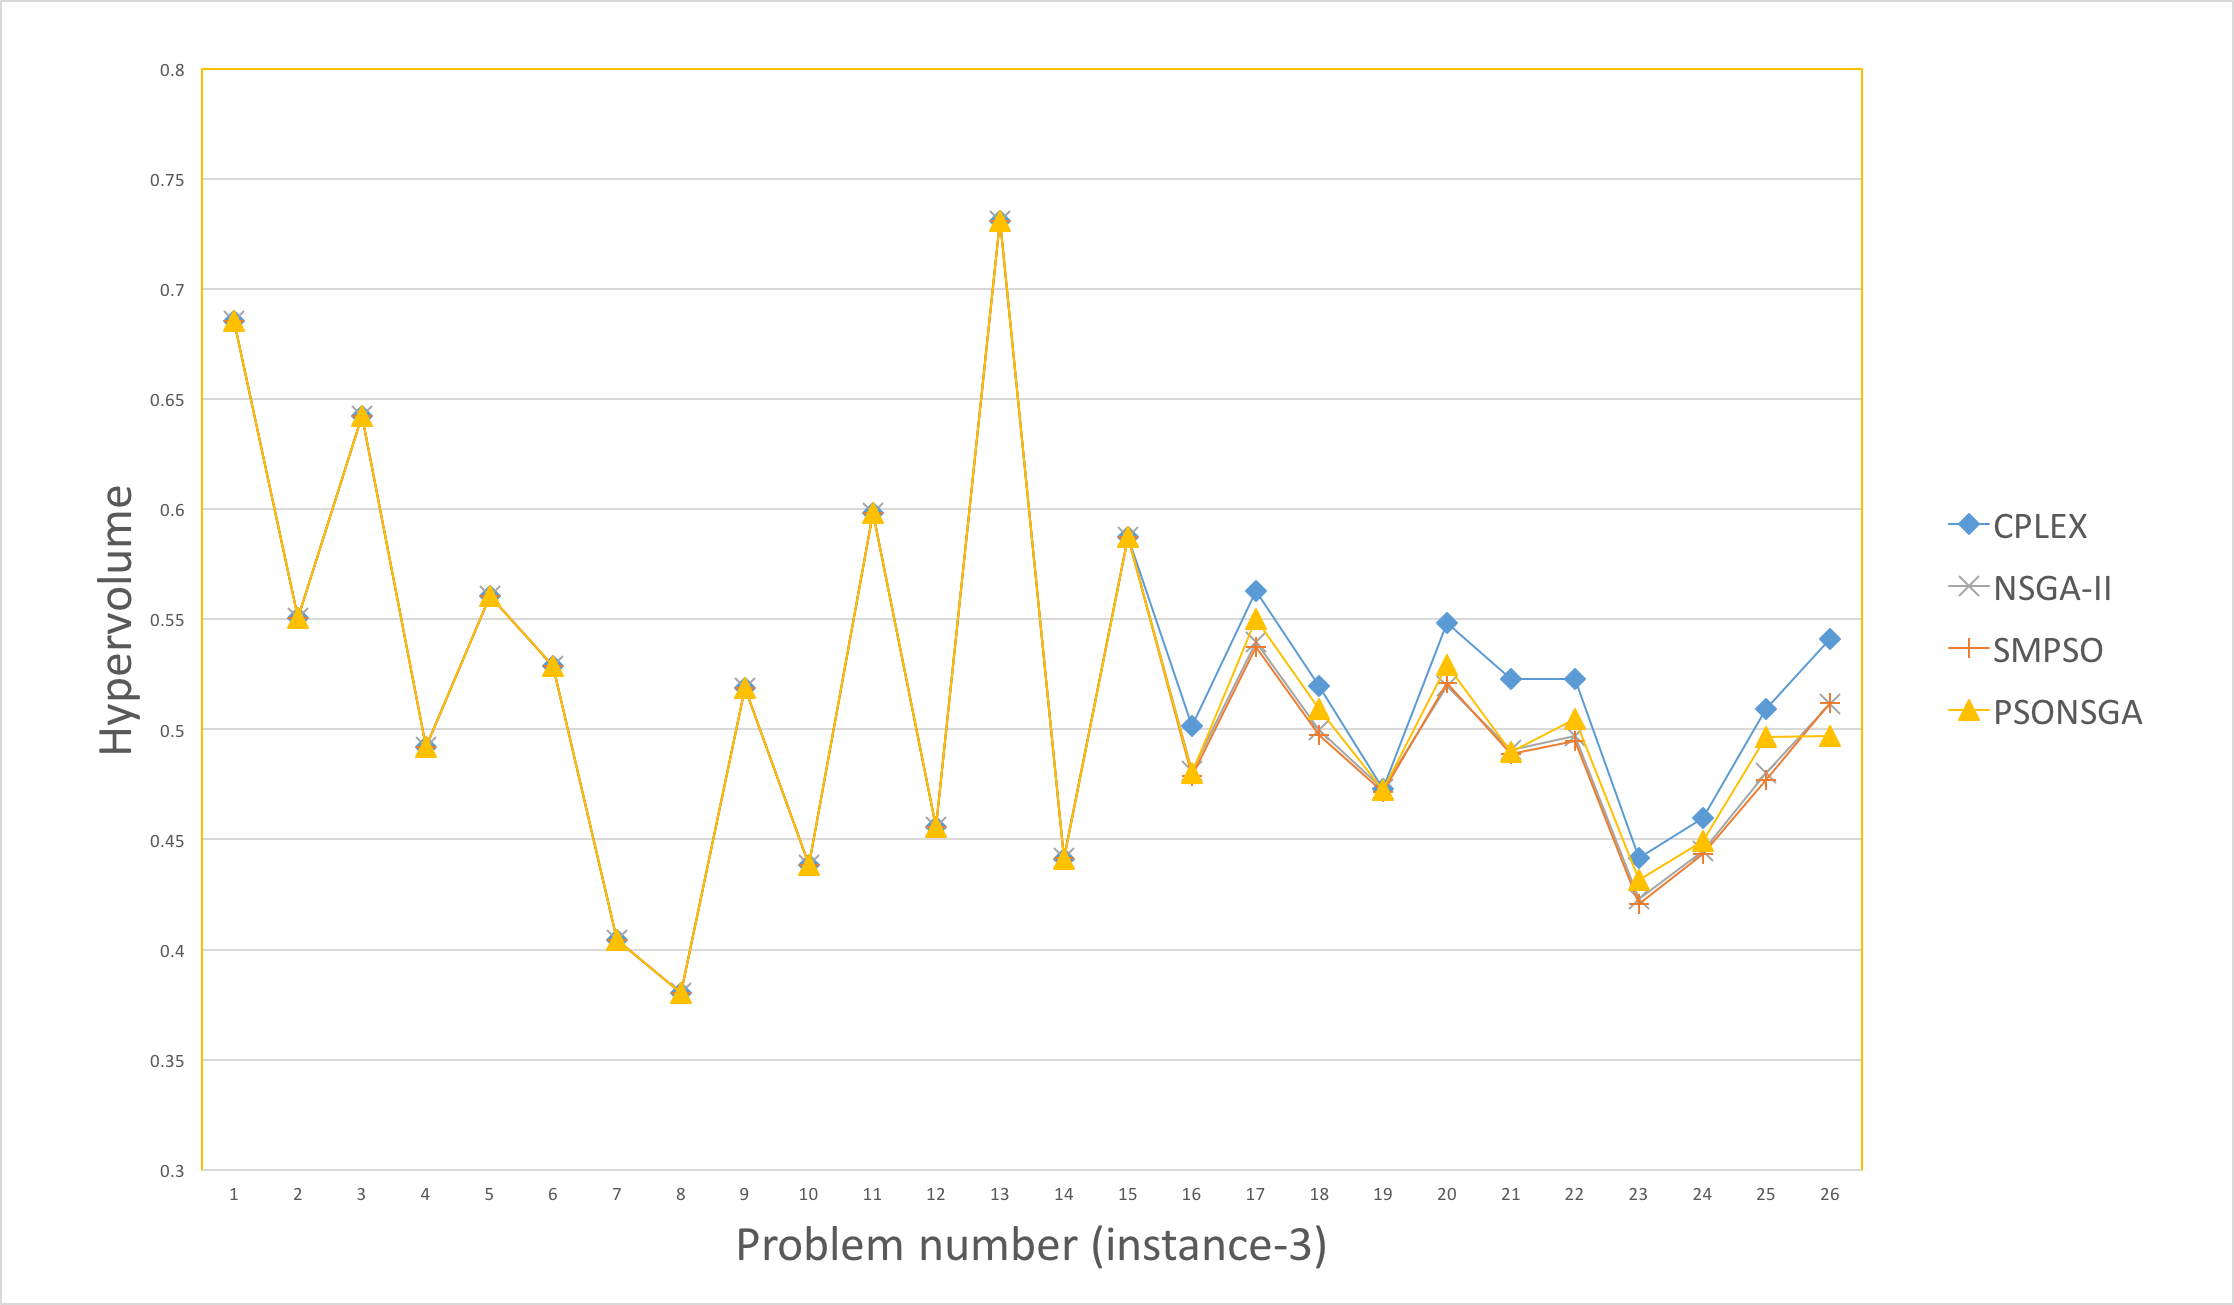 0.8
0.75
0.7
0.65
0.6
0.55
0.5
0.45
0.4
0.35
0.3
Hypervolume
1 2 3 4 5 6 7 8 9 10 11 12 13 14 15 16 17 18 19 20 21 22 23 24 25 26
Problem number (instance-3)
CPLEX
NSGA-II
SMPSO
PSONSGA